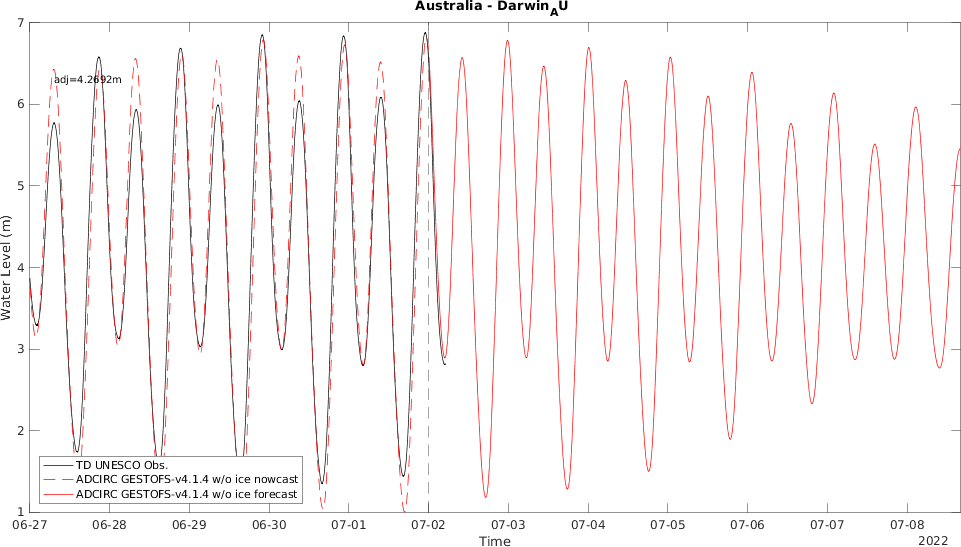 Australia - DarwinAU
7
6
5
4
3
2
1
Water Level (m)
adj=4.2692m
TD UNESCO Obs.
ADCIRC GESTOFS-v4.1.4 w/o ice nowcast
ADCIRC GESTOFS-v4.1.4 w/o ice forecast
06-27 06-28 06-29 06-30 07-01 07-02 07-03 07-04 07-05 07-06 07-07 07-08
Time
2022